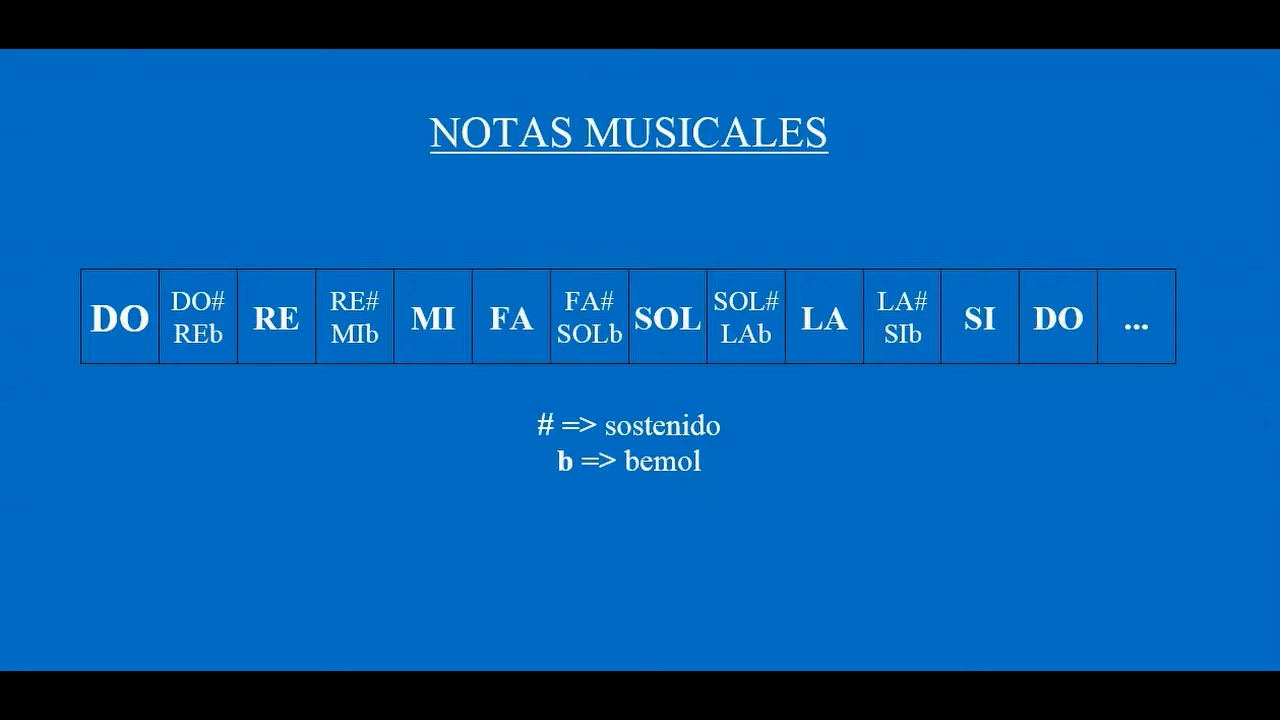 NOTAS MUSICALES
DO DO# REb RE RE# MIb MI FA FA# SOLb SOL SOL# LAb LA LA# SIb SI DO ...
# => sostenido
b => bemol